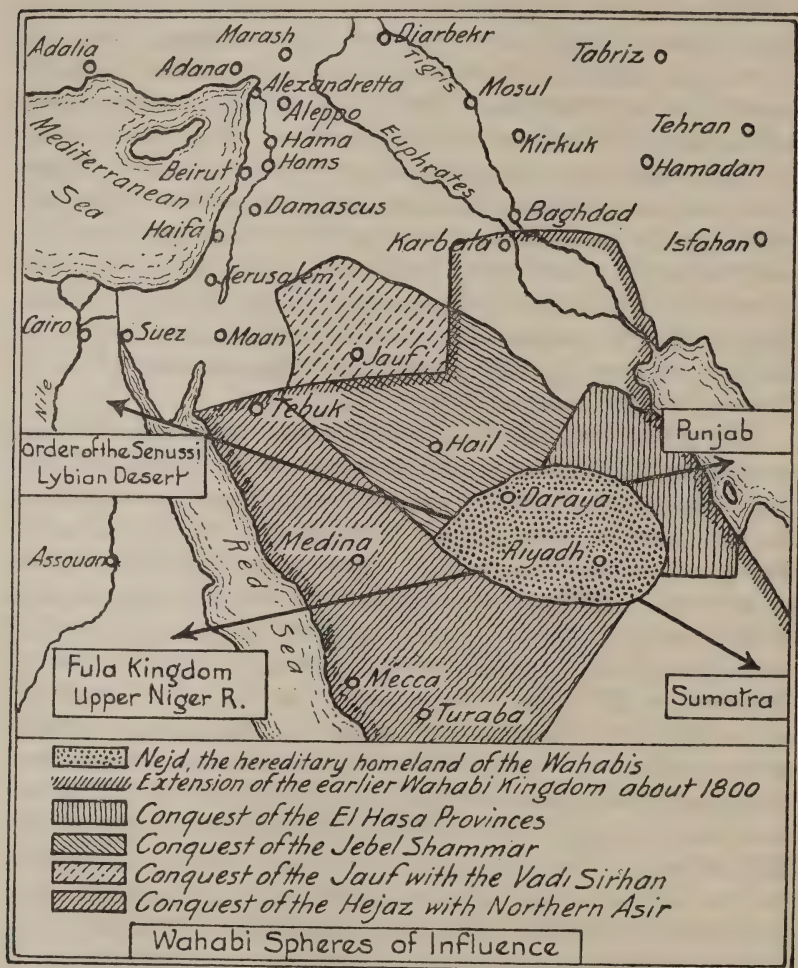 Adalia
Marash
Adana
Diarbekr
Tigris
Tabriz
Alexandretta
Aleppo
Mosul
Mediterranean
Sea
Hama
Homs
Beirut
Euphrates
Kirkuk
Tehran
Hamadan
Damascus
Haifa
Baghdad
Karbala
Isfahan
Jerusalem
Cairo
Suez
Maan
Jauf
Nile
Tebuk
Order of the Senussi
Lybian Desert
Hail
Punjab
Daraya
Assouan
Medina
Riyadh
Red
Sea
Fula Kingdom
Upper Niger R.
Mecca
Turaba
Sumatra
Nejd, the hereditary homeland of the Wahabis
Extension of the earlier Wahabi Kingdom about 1800
Conquest of the El Hasa Provinces
Conquest of the Jebel Shammar
Conquest of the Jauf with the Vadi Sirhan
Conquest of the Hejaz with Northern Asir
Wahabi Spheres of Influence